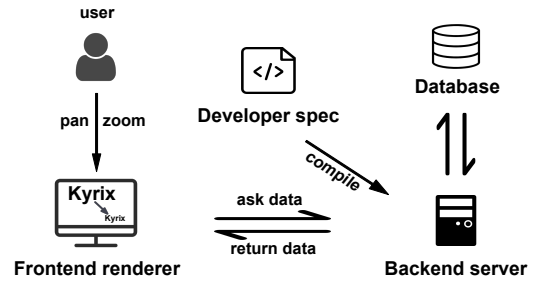 user
</>
Database
Developer spec
pan zoom
compile
Kyrix
Kyrix
ask data
return data
Frontend renderer
Backend server